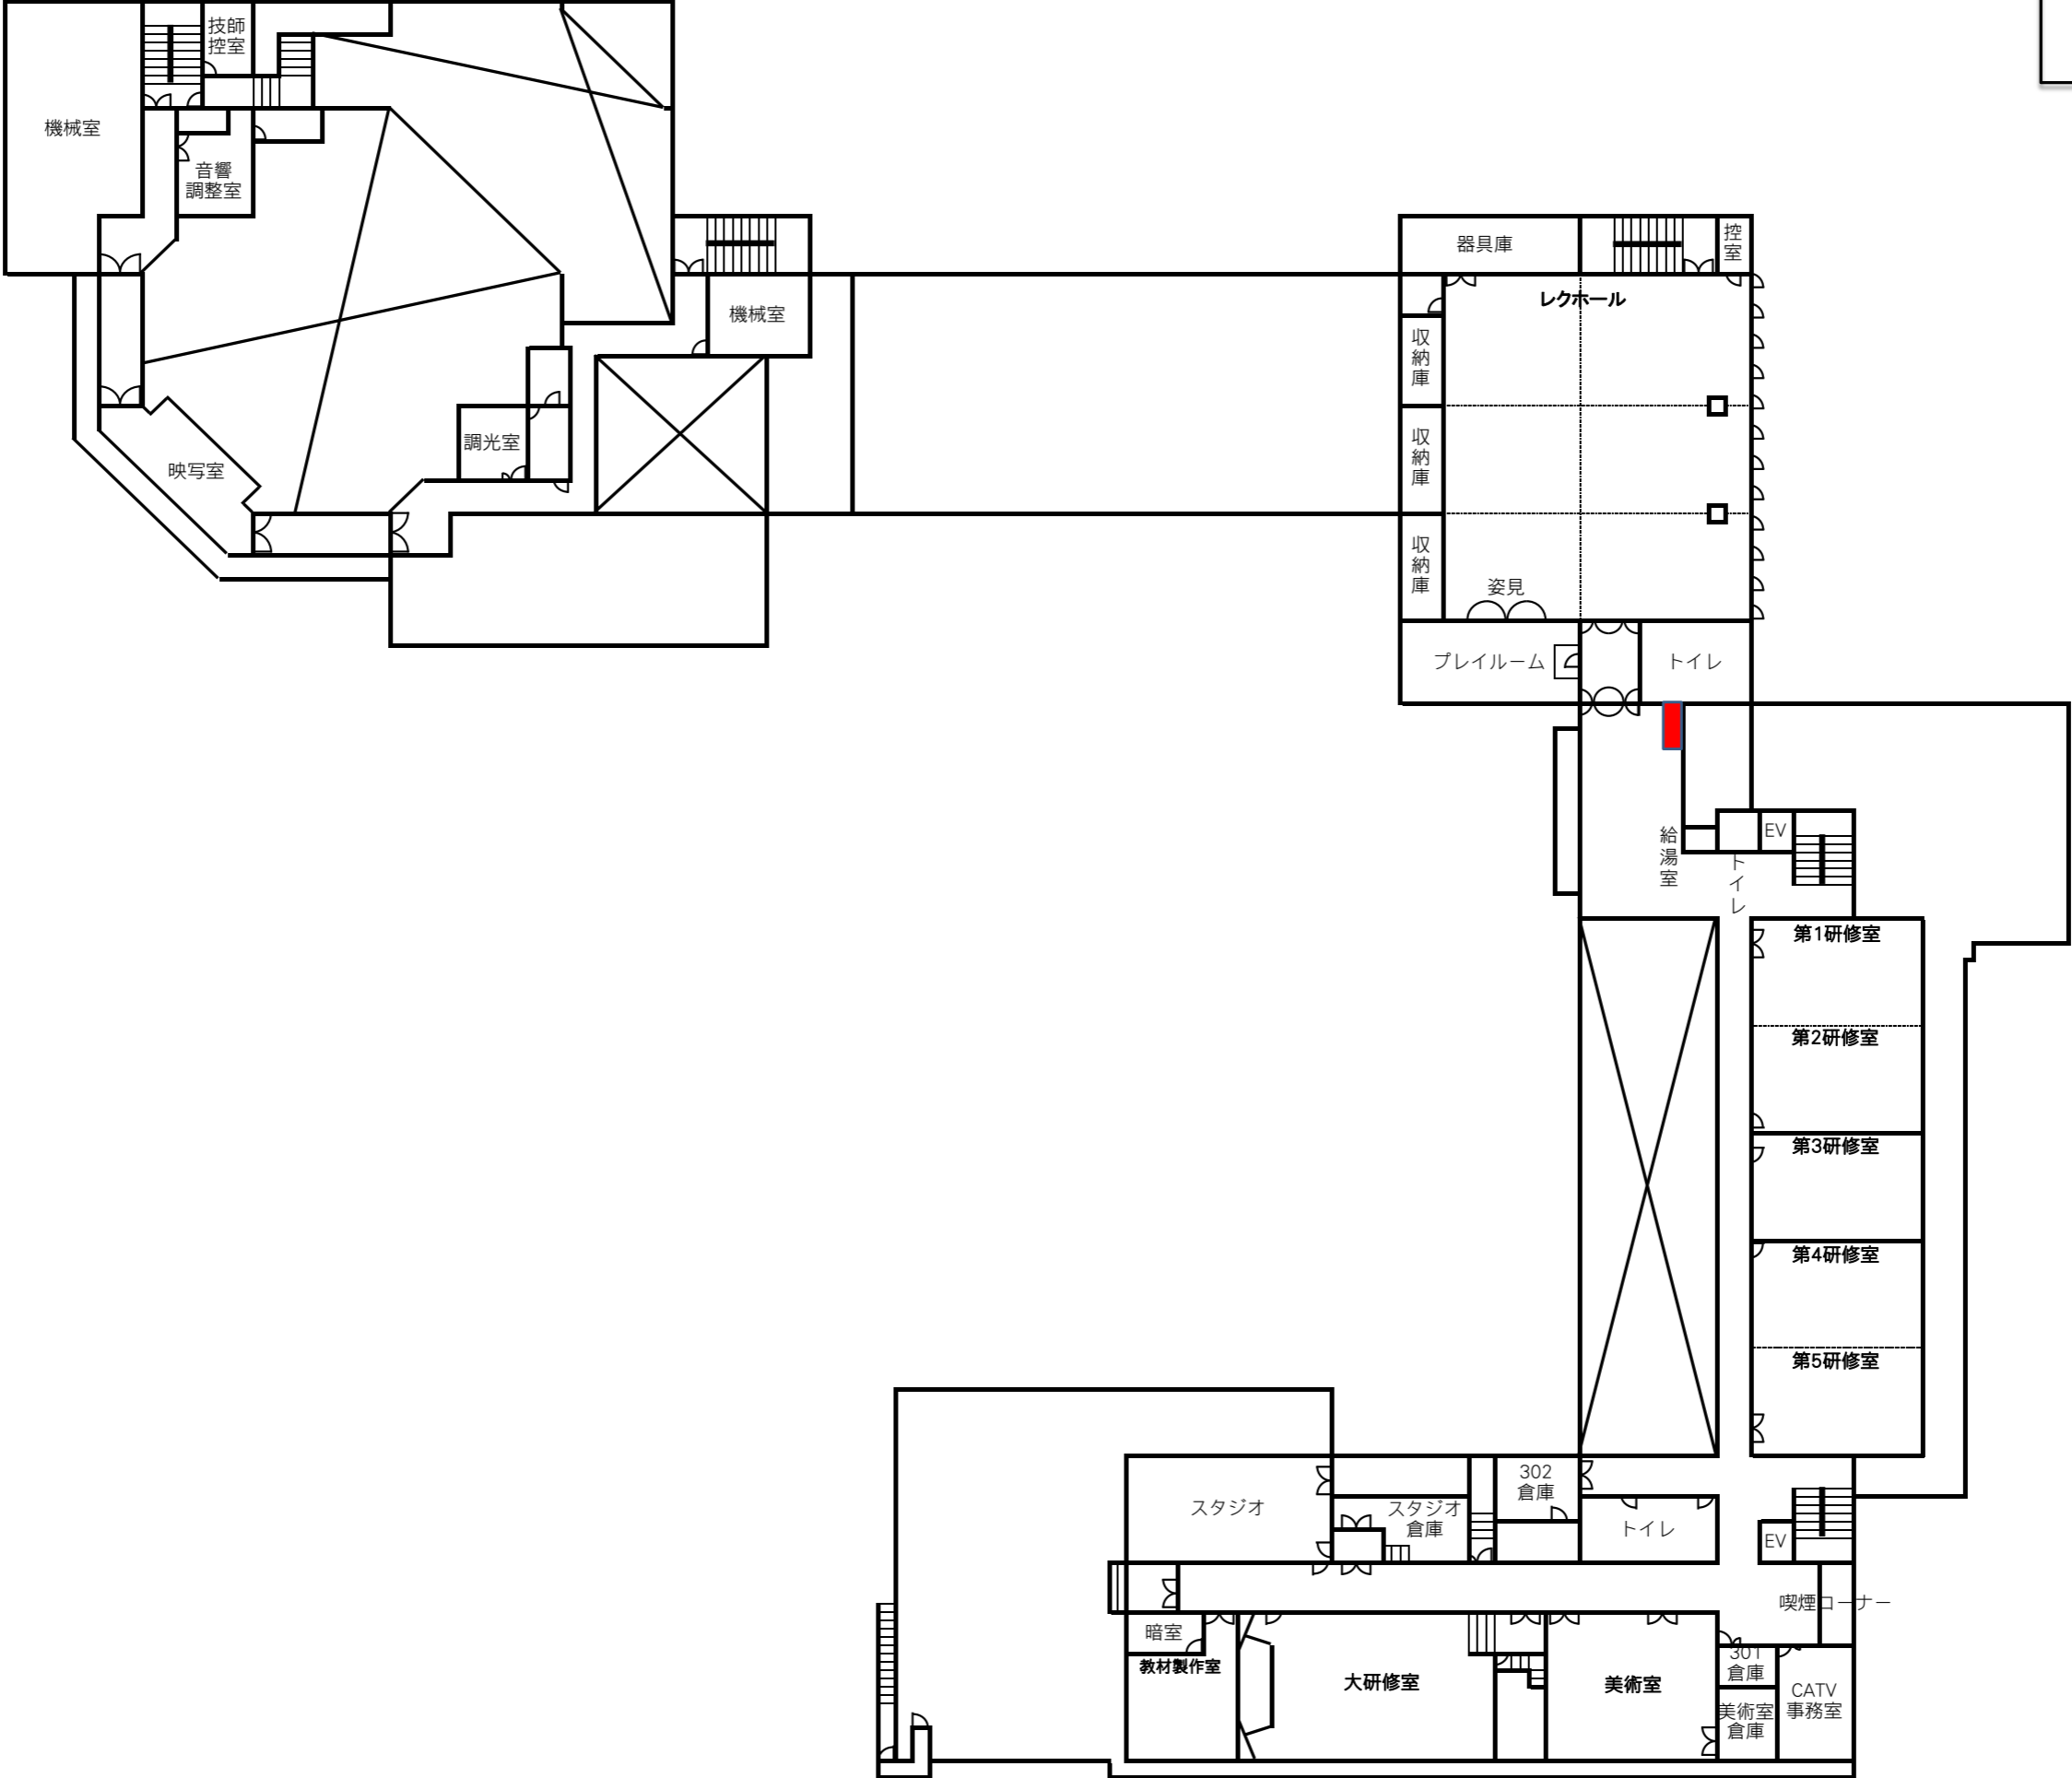 技師
控室
機械室
音響
調整室
機械室
調光室
映写室
器具庫
控
室
レクホール
収
納
庫
収
納
庫
収
納
庫
姿見
プレイルーム
トイレ
給
湯
室
EV
ト
イ
レ
第1研修室
第2研修室
第3研修室
第4研修室
第5研修室
スタジオ
スタジオ
倉庫
302
倉庫
トイレ
EV
喫煙コーナー
暗室
教材製作室
大研修室
美術室
301
倉庫
美術室
倉庫
CATV
事務室